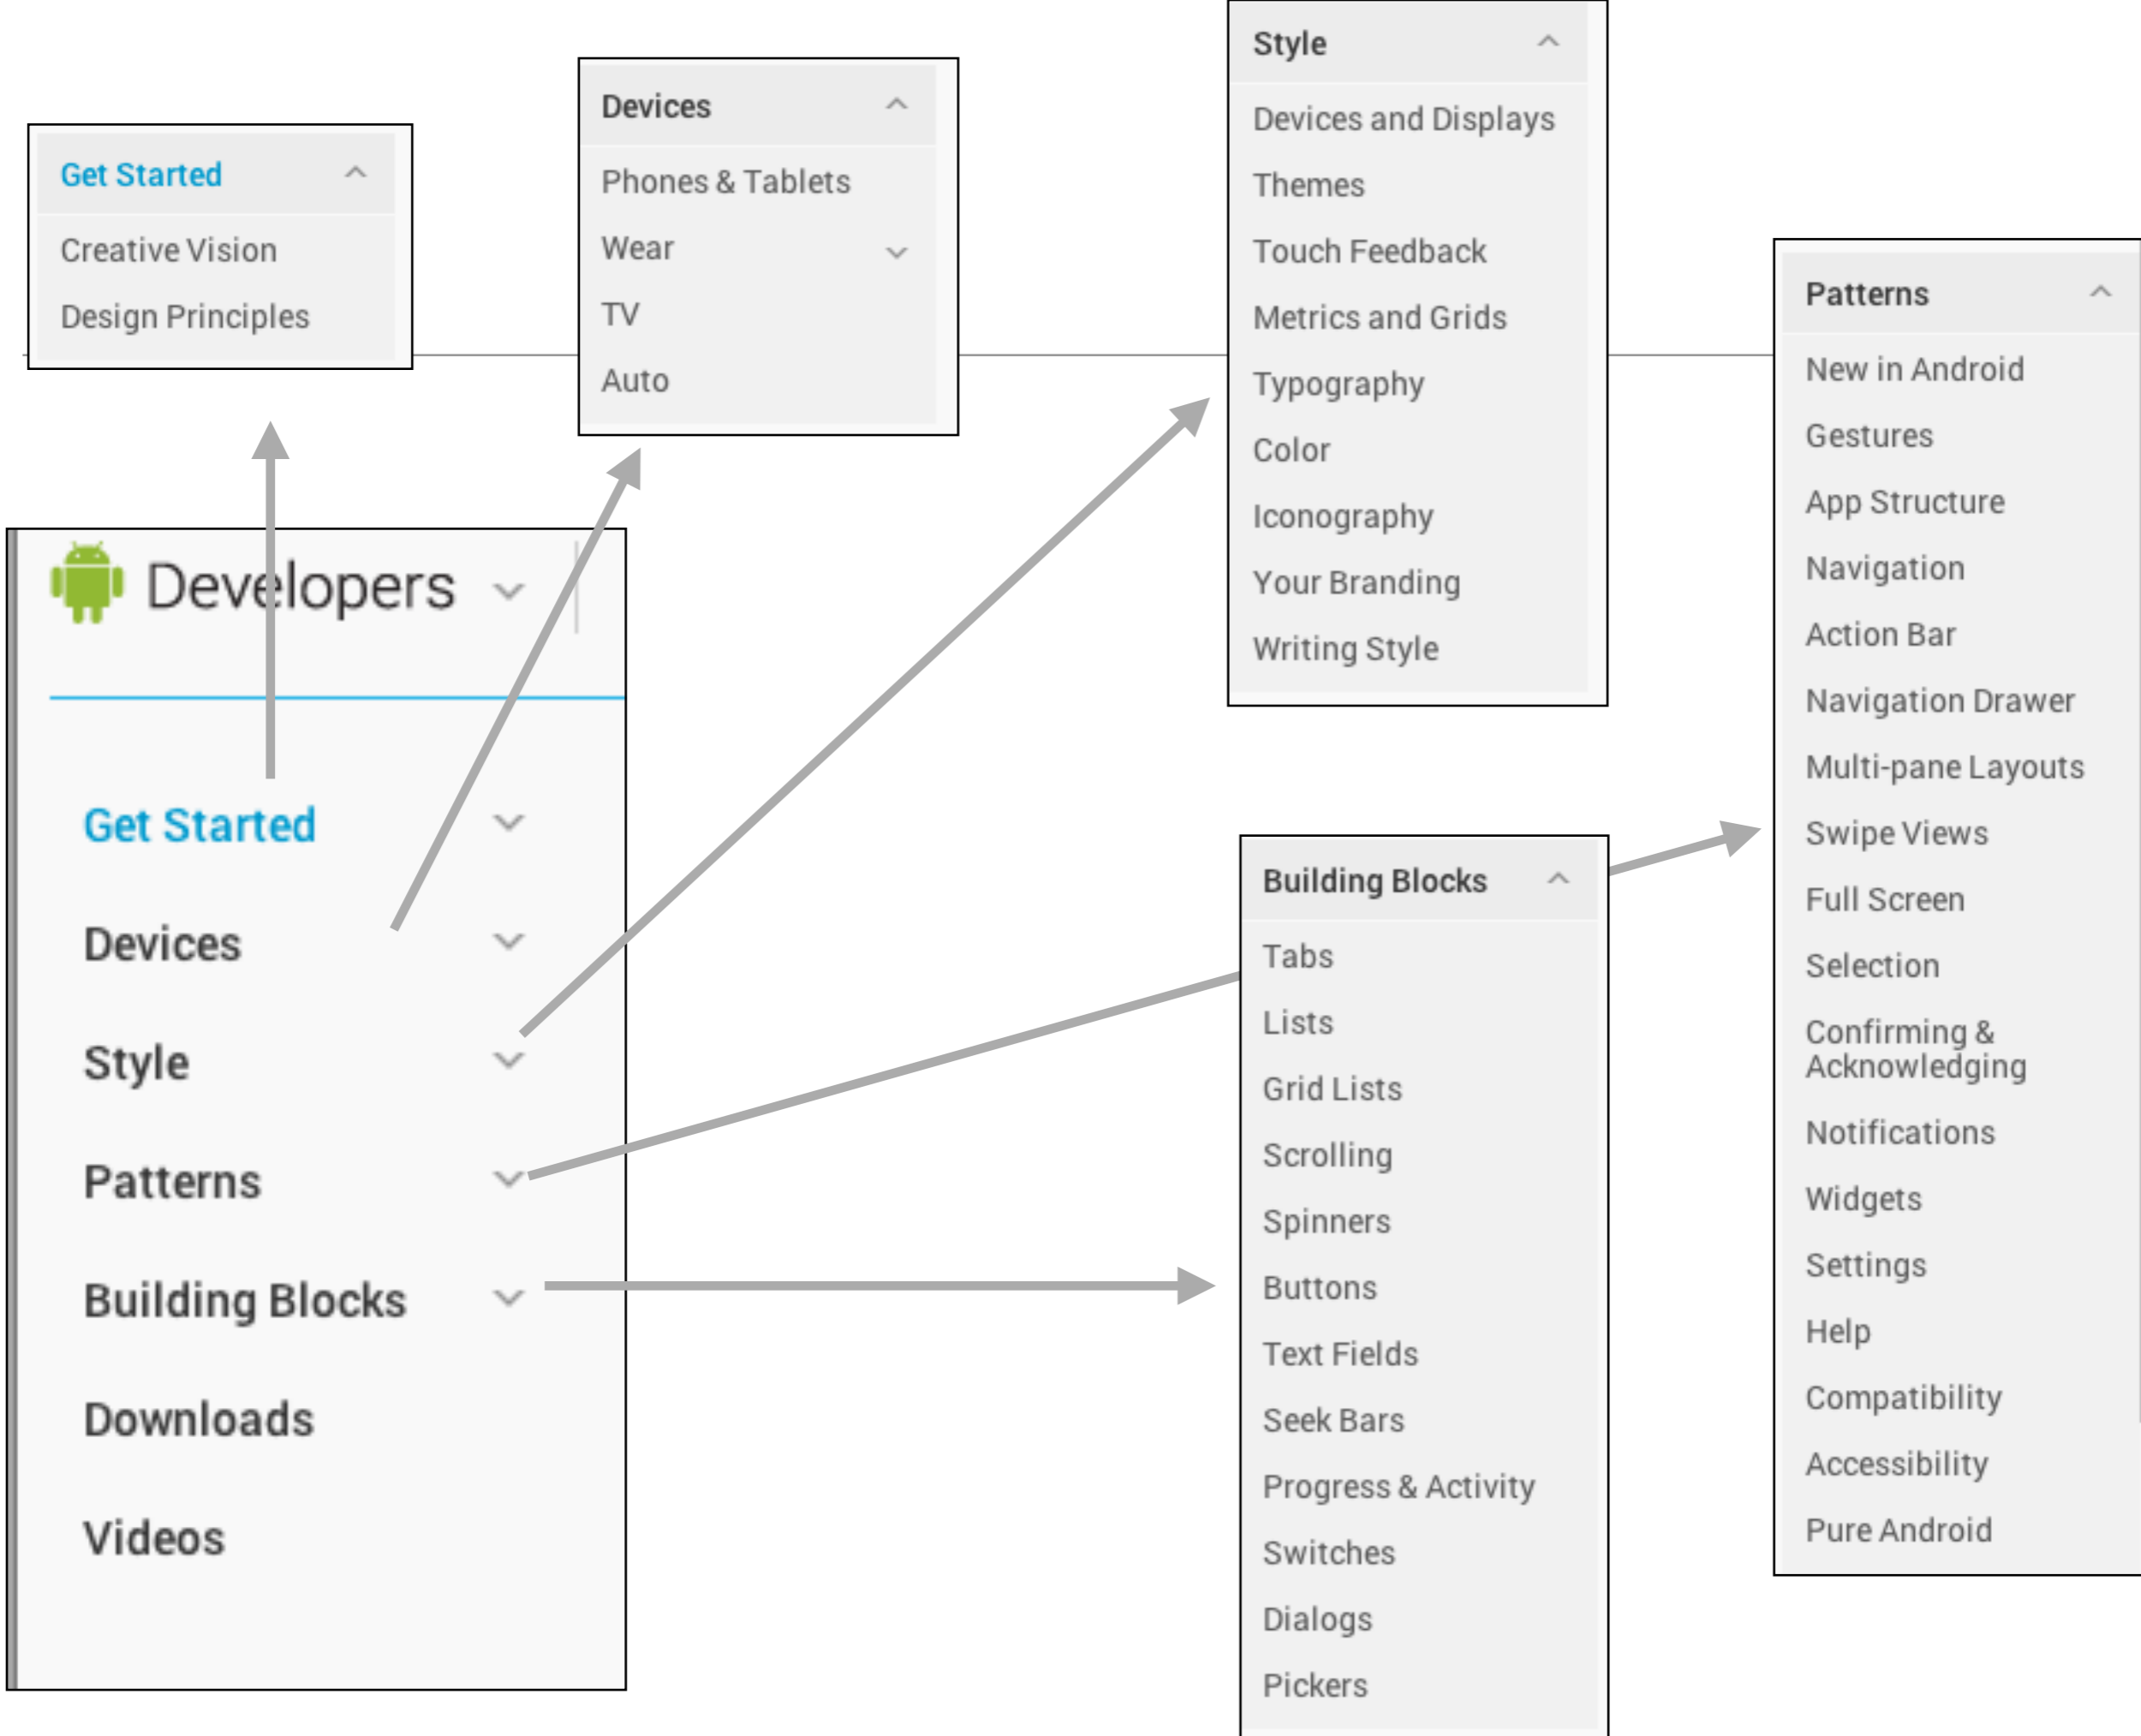 Get Started
Creative Vision
Design Principles
Devices
Phones & Tablets
Wear
TV
Auto
Style
Devices and Displays
Themes
Touch Feedback
Metrics and Grids
Typography
Color
Iconography
Your Branding
Writing Style
Patterns
New in Android
Gestures
App Structure
Navigation
Action Bar
Navigation Drawer
Multi-pane Layouts
Swipe Views
Full Screen
Selection
Confirming &
Acknowledging
Notifications
Widgets
Settings
Help
Compatibility
Accessibility
Pure Android
Developers
Get Started
Devices
Style
Patterns
Building Blocks
Downloads
Videos
Building Blocks
Tabs
Lists
Grid Lists
Scrolling
Spinners
Buttons
Text Fields
Seek Bars
Progress & Activity
Switches
Dialogs
Pickers